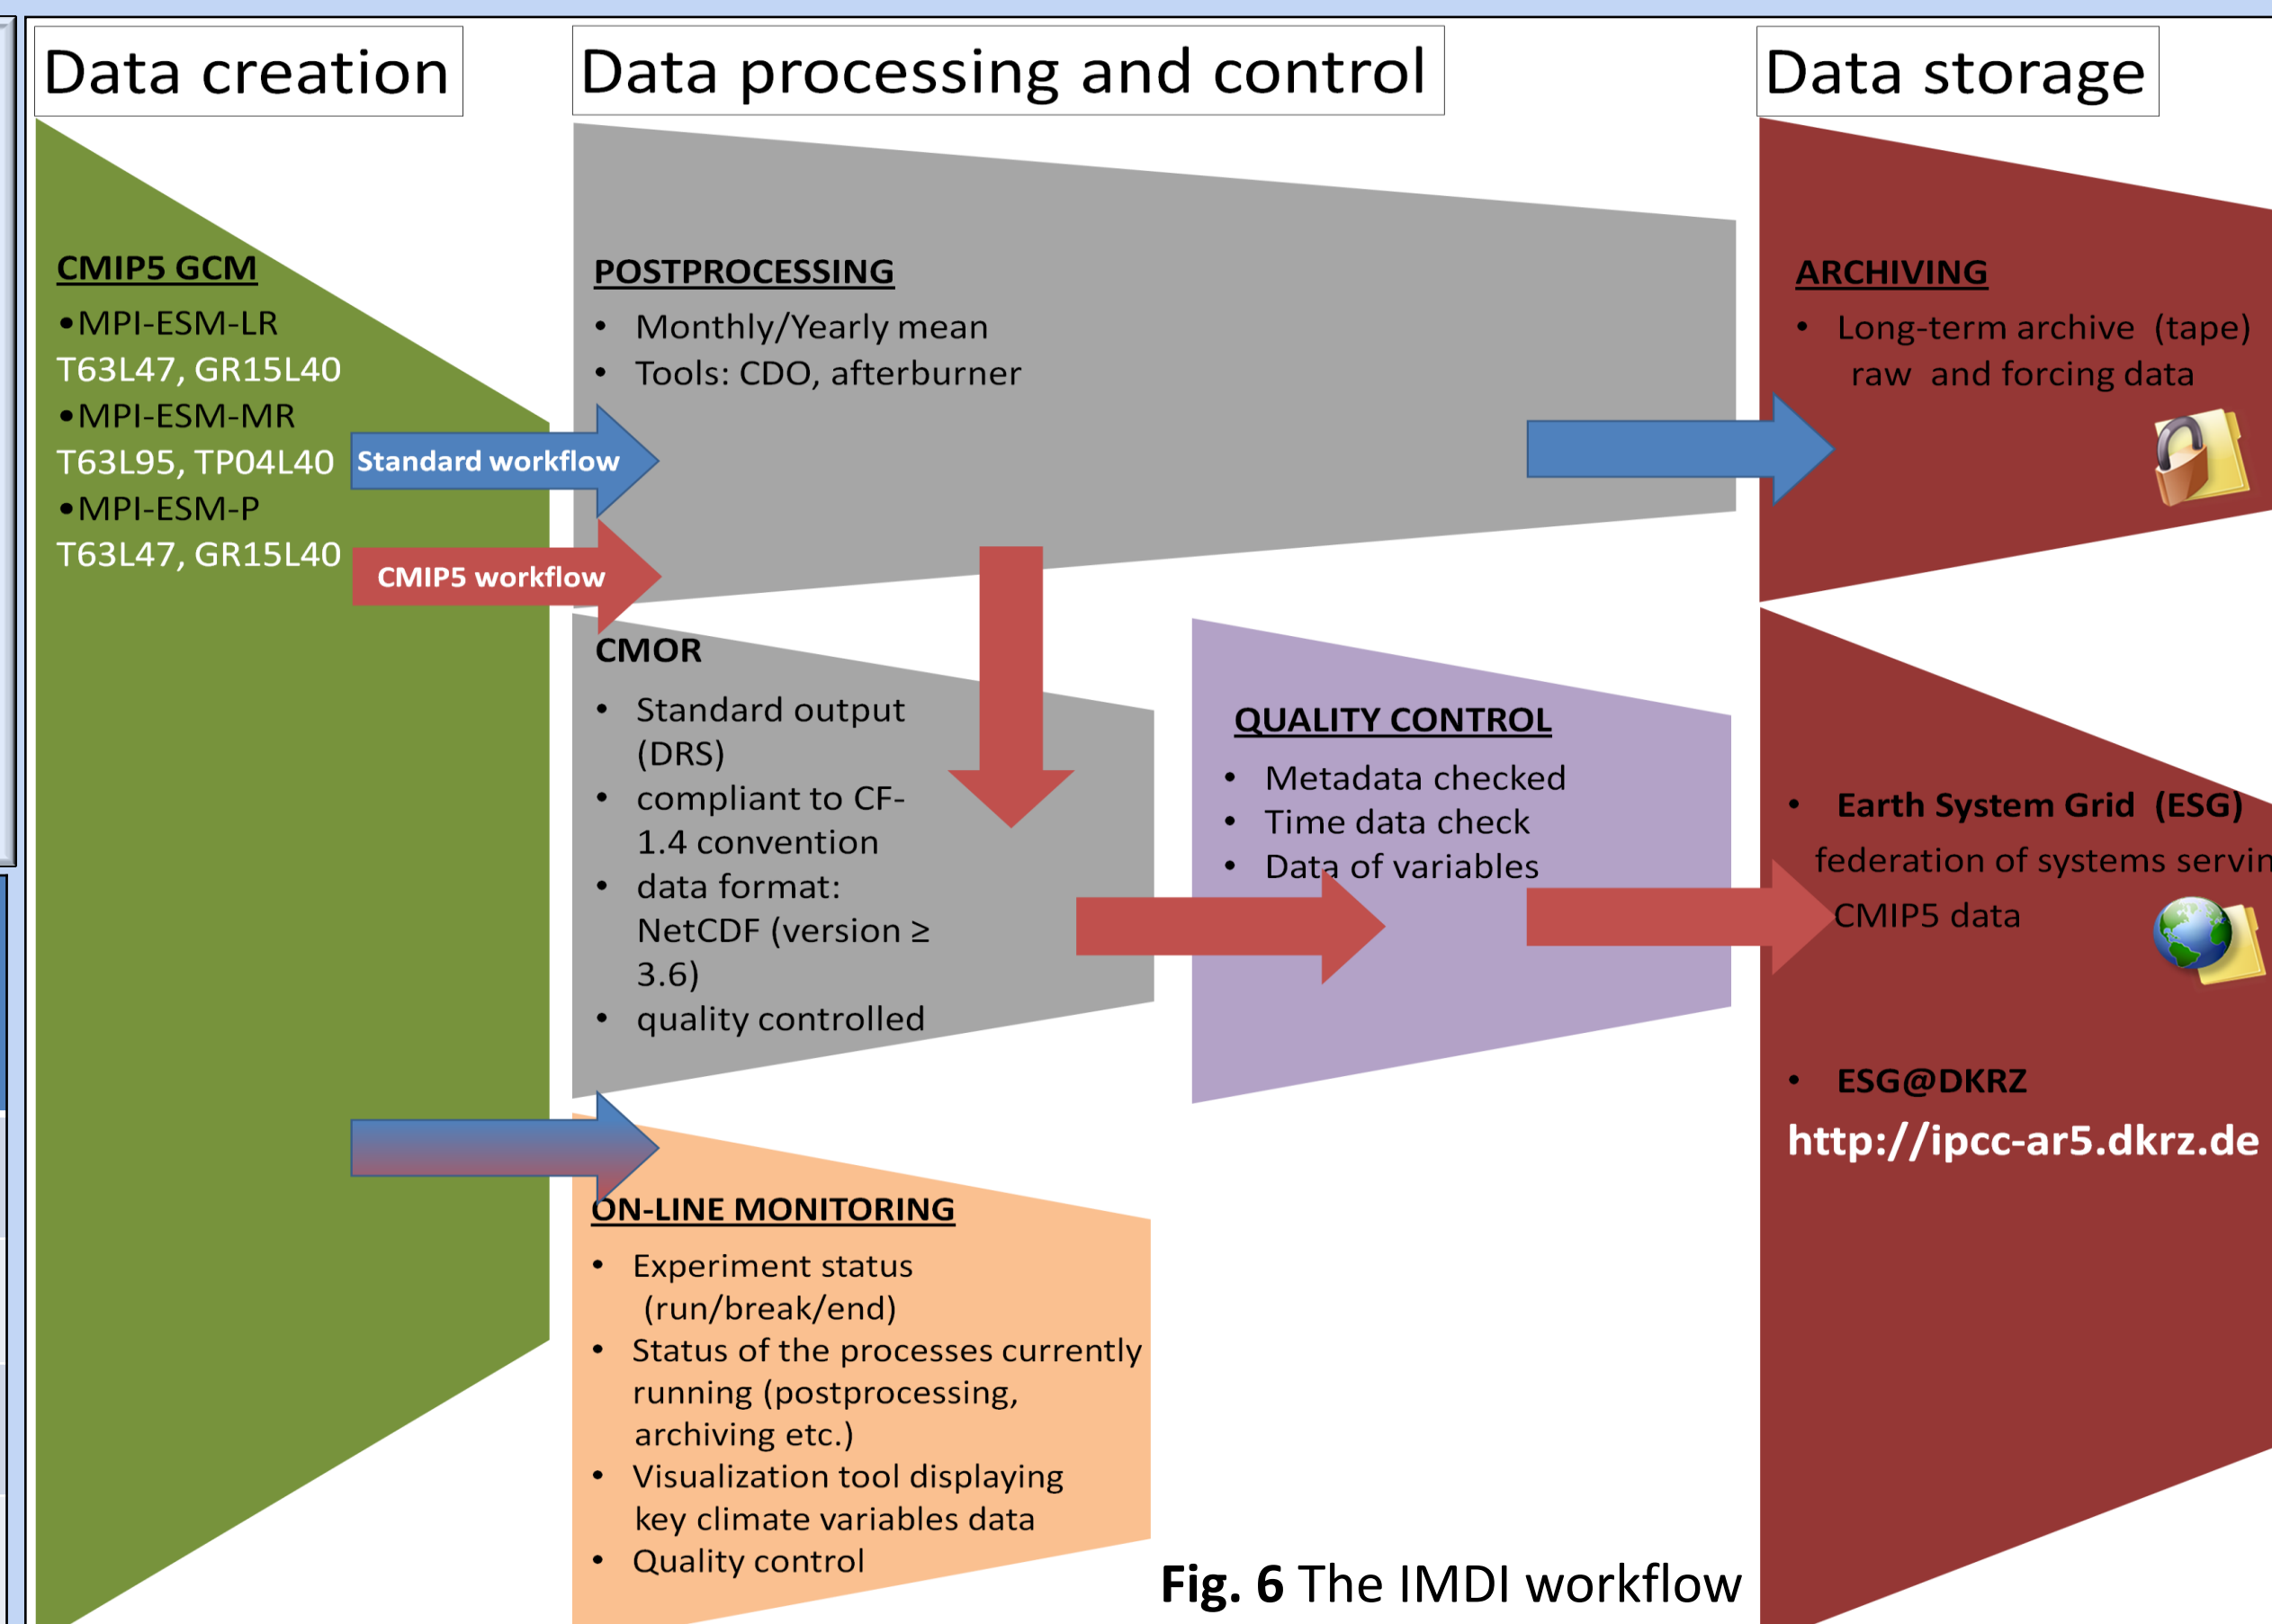 Data creation
Data processing and control
Data storage
CMIP5 GCM
•MPI-ESM-LR
T63L47, GR15L40
•MPI-ESM-MR
T63L95, TP04L40
•MPI-ESM-P
T63L47, GR15L40
Standard workflow
CMIP5 workflow
POSTPROCESSING
• Monthly/Yearly mean
• Tools: CDO, afterburner
CMOR
• Standard output
(DRS)
• compliant to CF-
1.4 convention
• data format:
NetCDF (version ≥
3.6)
• quality controlled
QUALITY CONTROL
• Metadata checked
• Time data check
• Data of variables
ON-LINE MONITORING
• Experiment status
(run/break/end)
• Status of the processes currently
running (postprocessing,
archiving etc.)
• Visualization tool displaying
key climate variables data
• Quality control
ARCHIVING
• Long-term archive (tape)
raw and forcing data
• Earth System Grid (ESG)
federation of systems servin
CMIP5 data
• ESG@DKRZ
http://ipcc-ar5.dkrz.de
Fig. 6 The IMDI workflow